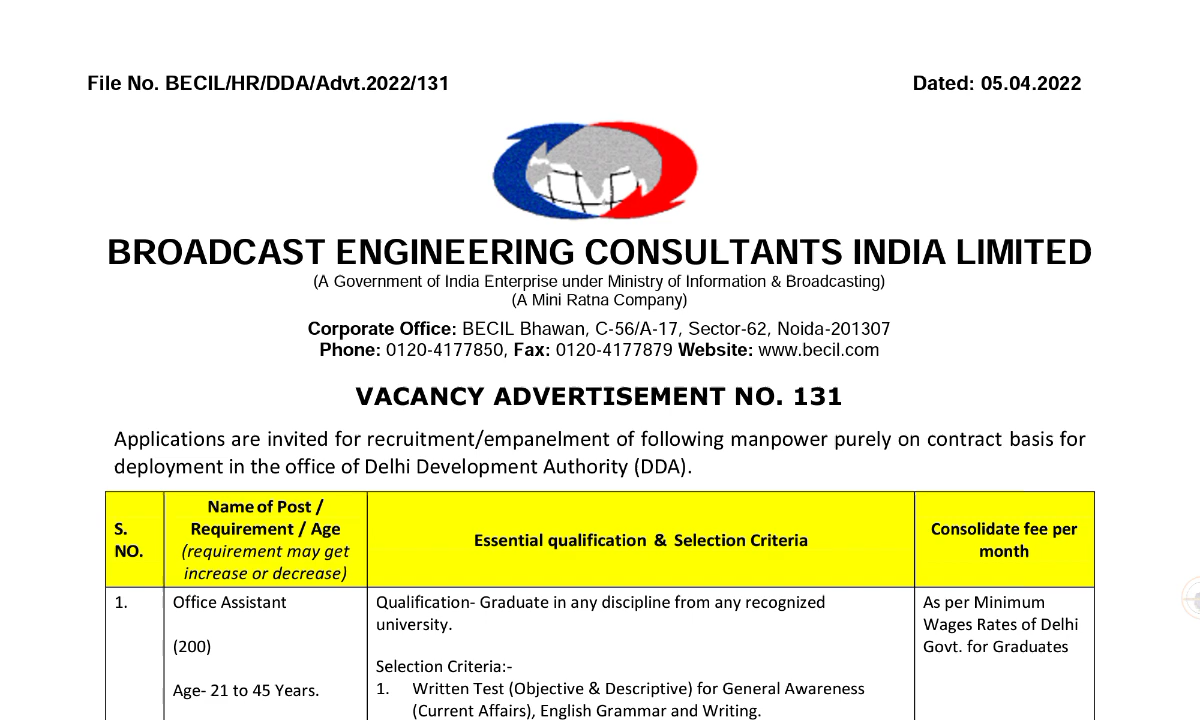 File No. BECIL/HR/DDA/Advt.2022/131 Dated: 05.04.2022
BROADCAST ENGINEERING CONSULTANTS INDIA LIMITED
(A Government of India Enterprise under Ministry of Information & Broadcasting)
(A Mini Ratna Company)
Corporate Office: BECIL Bhawan, C-56/A-17, Sector-62, Noida-201307
Phone: 0120-4177850, Fax: 0120-4177879 Website: www.becil.com
VACANCY ADVERTISEMENT NO. 131
Applications are invited for recruitment/empanelment of following manpower purely on contract basis for
deployment in the office of Delhi Development Authority (DDA).
S.
NO.
Name of Post /
Requirement / Age
(requirement may get
increase or decrease)
Essential qualification & Selection Criteria
Consolidate fee per
month
1.
Office Assistant
(200)
Age- 21 to 45 Years.
Qualification- Graduate in any discipline from any recognized
university.
Selection Criteria:-
1. Written Test (Objective & Descriptive) for General Awareness
(Current Affairs), English Grammar and Writing.
As per Minimum
Wages Rates of Delhi
Govt. for Graduates